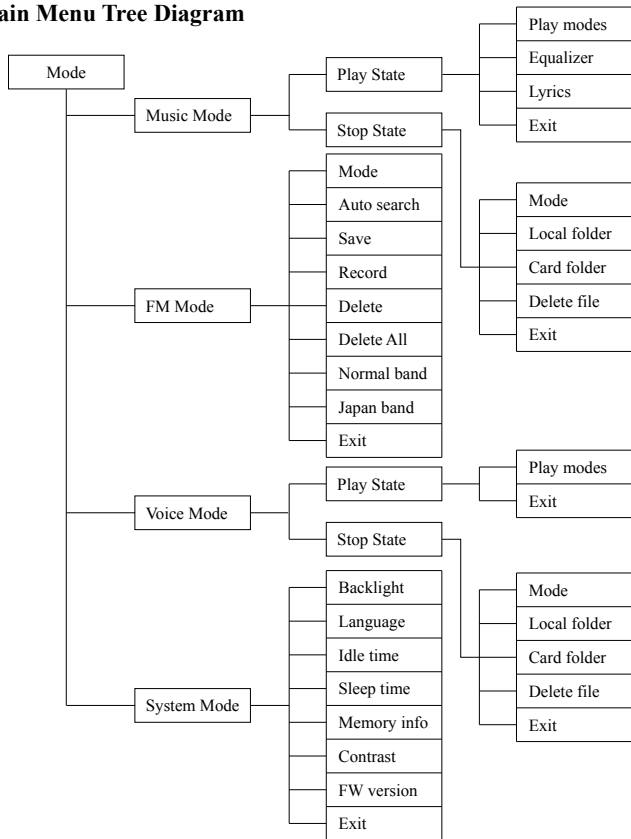 ain Menu Tree Diagram
Mode
Music Mode
Play State
Play modes
Equalizer
Lyrics
Exit
Stop State
Mode
Local folder
Card folder
Delete file
Exit
FM Mode
Mode
Auto search
Save
Record
Delete
Delete All
Normal band
Japan band
Exit
Voice Mode
Play State
Play modes
Exit
Stop State
Mode
Local folder
Card folder
Delete file
Exit
System Mode
Backlight
Language
Idle time
Sleep time
Memory info
Contrast
FW version
Exit